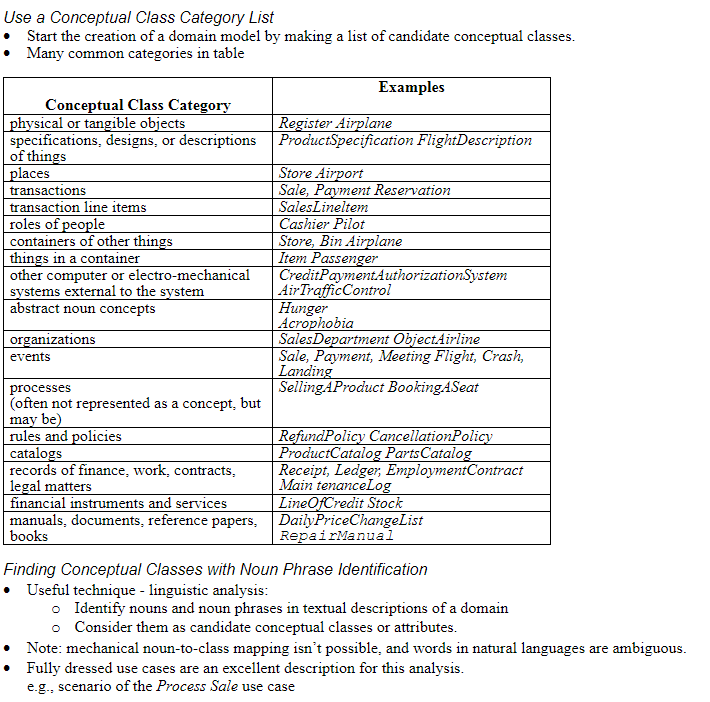 Use a Conceptual Class Category List
• Start the creation of a domain model by making a list of candidate conceptual classes.
• Many common categories in table
Conceptual Class Category Examples
physical or tangible objects Register Airplane
specifications, designs, or descriptions of things ProductSpecification FlightDescription
places Store Airport
transactions Sale, Payment Reservation
transaction line items SalesLineltem
roles of people Cashier Pilot
containers of other things Store, Bin Airplane
things in a container Item Passenger
other computer or electro-mechanical systems external to the system CreditPaymentAuthorizationSystem AirTrafficControl
abstract noun concepts Hunger Acrophobia
organizations SalesDepartment ObjectAirline
events Sale, Payment, Meeting Flight, Crash, Landing
processes (often not represented as a concept, but may be) SellingAProduct BookingASeat
rules and policies RefundPolicy CancellationPolicy
catalogs ProductCatalog PartsCatalog
records of finance, work, contracts, legal matters Receipt, Ledger, EmploymentContract Main tenanceLog
financial instruments and services LineOfCredit Stock
manuals, documents, reference papers, books DailyPriceChangeList RepairManual
Finding Conceptual Classes with Noun Phrase Identification
• Useful technique - linguistic analysis:
o Identify nouns and noun phrases in textual descriptions of a domain
o Consider them as candidate conceptual classes or attributes.
• Note: mechanical noun-to-class mapping isn't possible, and words in natural languages are ambiguous.
• Fully dressed use cases are an excellent description for this analysis.
e.g., scenario of the Process Sale use case